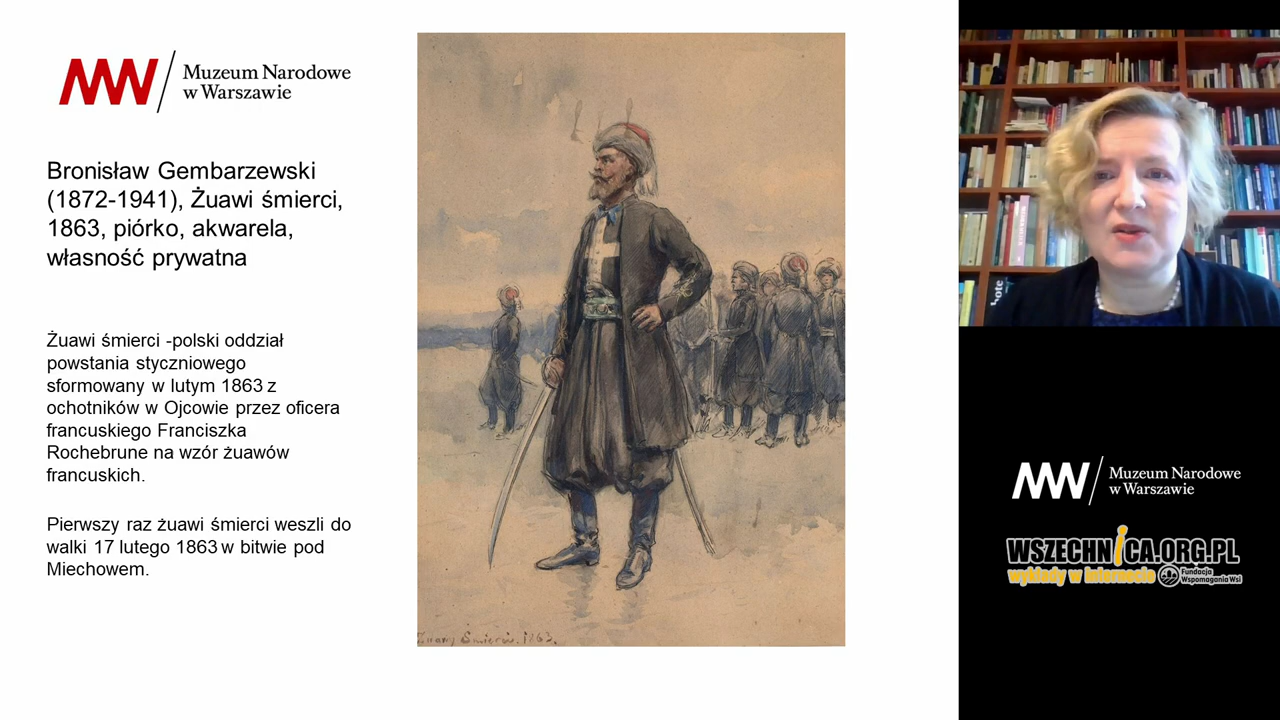 Muzeum Narodowe
w Warszawie
Bronisław Gembarzewski
(1872-1941), Żuawi śmierci,
1863, piórko, akwarela,
własność prywatna
Żuawi śmierci -polski oddział
powstania styczniowego
sformowany w lutym 1863 z
ochotników w Ojcowie przez oficera
francuskiego Franciszka
Rochebrune na wzór żuawów
francuskich.
Pierwszy raz żuawi śmierci weszli do
walki 17 lutego 1863 w bitwie pod
Miechowem.
Żuawy Śmierci. 1863.
Muzeum Narodowe
w Warszawie
WSZECHNICA.ORG.PL
wykłady w internecie
Fundacja
Wspomagania Wsi